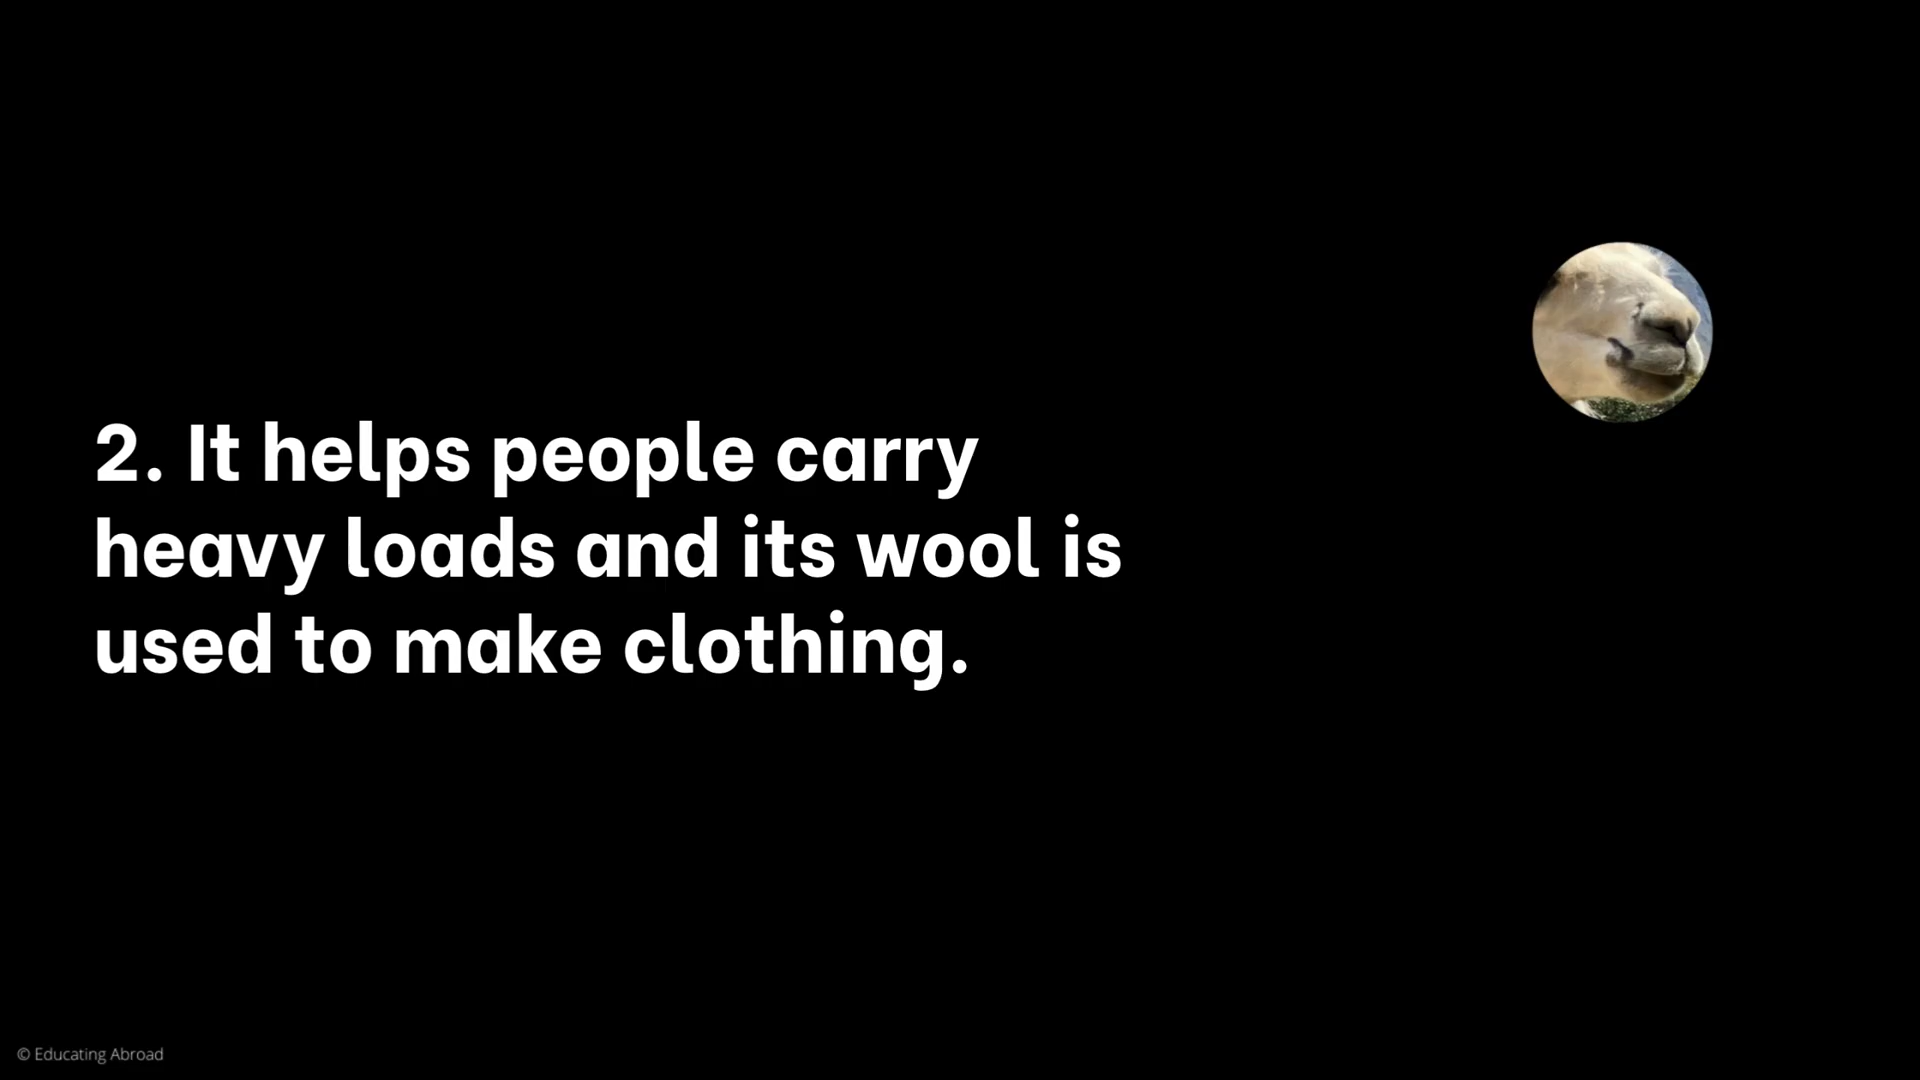 2. It helps people carry
heavy loads and its wool is
used to make clothing.
© Educating Abroad